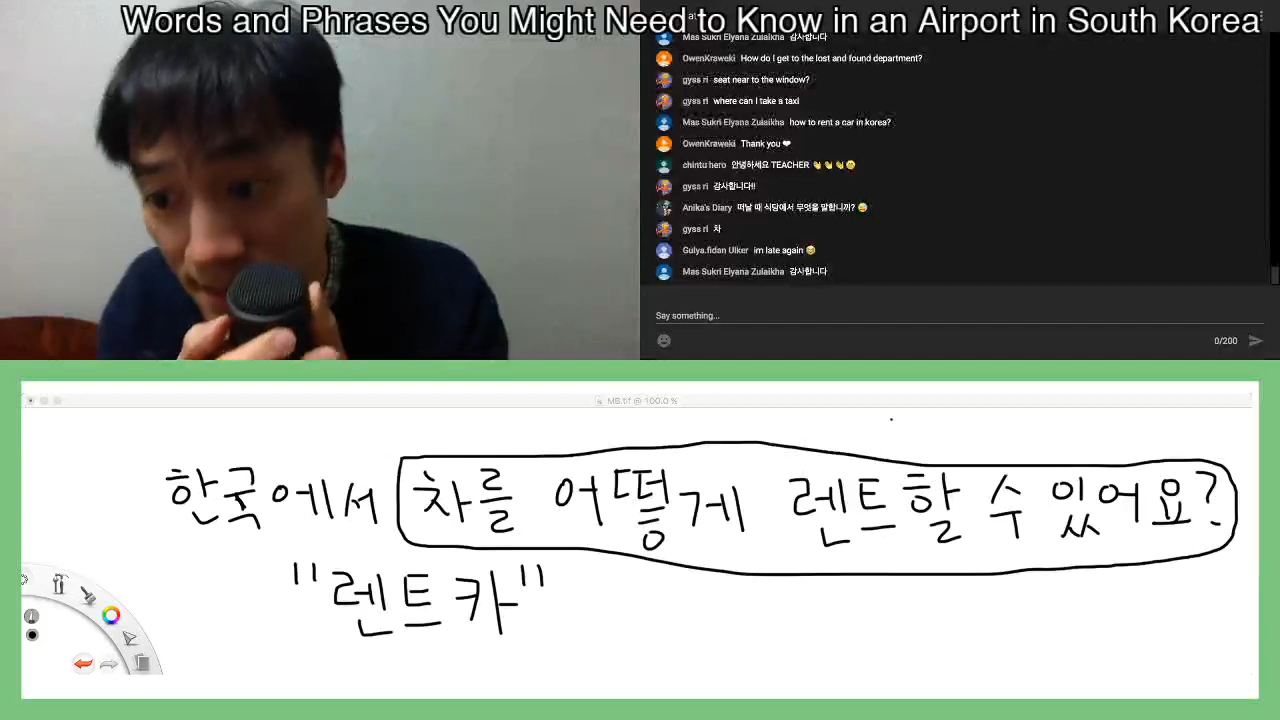 Words and Phrases You Might Need to Know in an Airport in South Korea
Mas Sukri Elyana Zulaikha 감사합니다
OwenKraweki How do I get to the lost and found department?
gyss ri seat near to the window?
gyss ri where can I take a taxi
Mas Sukri Elyana Zulaikha how to rent a car in korea?
OwenKraweki Thank you ❤
chintu hero 안녕하세요 TEACHER 👏👏👏😊
gyss ri 감사합니다!!
Anika's Diary 떠날 때 식당에서 무엇을 말합니까? 😅
gyss ri 차
Gulya.fidan Ulker im late again 😢
Mas Sukri Elyana Zulaikha 감사합니다
Say something...
0/200
MB.tif @ 100.0 %
한국에서 차를 어떻게 렌트할 수 있어요?
"렌트카"